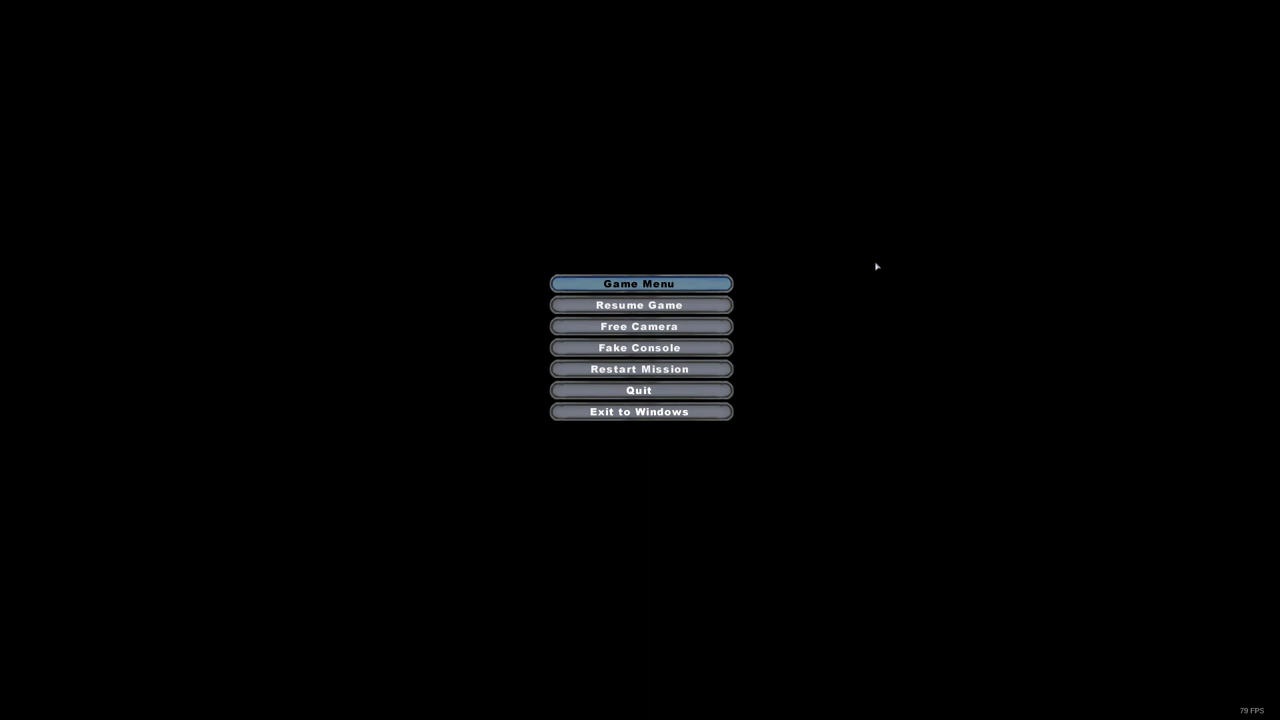 Game Menu
Resume Game
Free Camera
Fake Console
Restart Mission
Quit
Exit to Windows
79 FPS